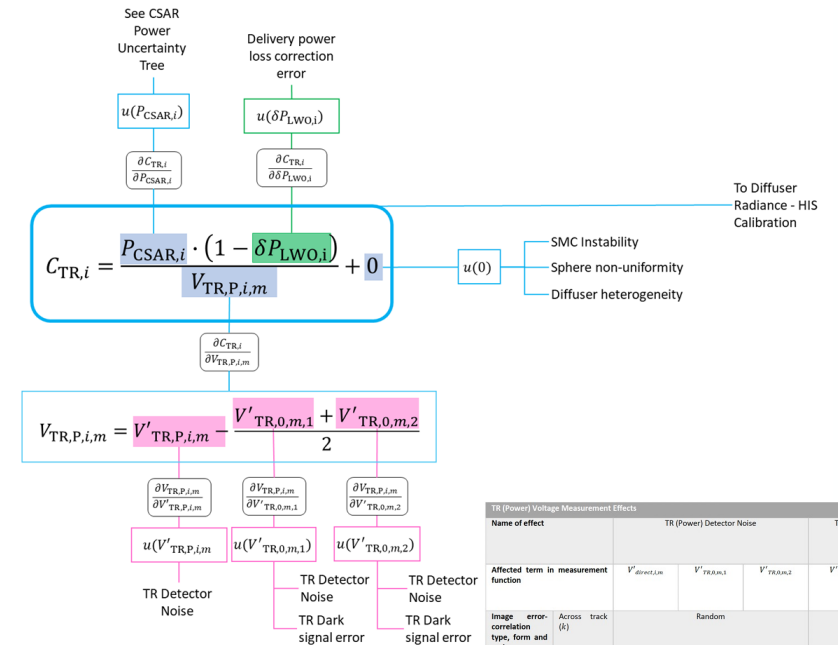 See CSAR
Power
Uncertainty
Tree
Delivery power
loss correction
error
u(P_CSAR,i)
u(δP_LWO,i)
∂C_TR,i / ∂P_CSAR,i
∂C_TR,i / ∂δP_LWO,i
To Diffuser
Radiance - HIS
Calibration
C_TR,i = P_CSAR,i · (1 − δP_LWO,i) / V_TR,P,i,m + 0
u(0)
SMC Instability
Sphere non-uniformity
Diffuser heterogeneity
∂C_TR,i / ∂V_TR,P,i,m
V_TR,P,i,m = V′_TR,P,i,m − (V′_TR,0,m,1 + V′_TR,0,m,2) / 2
∂V_TR,P,i,m / ∂V′_TR,P,i,m
∂V_TR,P,i,m / ∂V′_TR,0,m,1
∂V_TR,P,i,m / ∂V′_TR,0,m,2
u(V′_TR,P,i,m
u(V′_TR,0,m,1)
u(V′_TR,0,m,2)
TR Detector
Noise
TR Detector
Noise
TR Dark
signal error
TR Detector
Noise
TR Dark
signal error
TR (Power) Voltage Measurement Effects
Name of effect
TR (Power) Detector Noise
T
Affected term in measurement
function
V′_direct,i,m
V′_TR,0,m,1
V′_TR,0,m,2
V′
Image error-
correlation
type, form and
Across track
(k)
Random